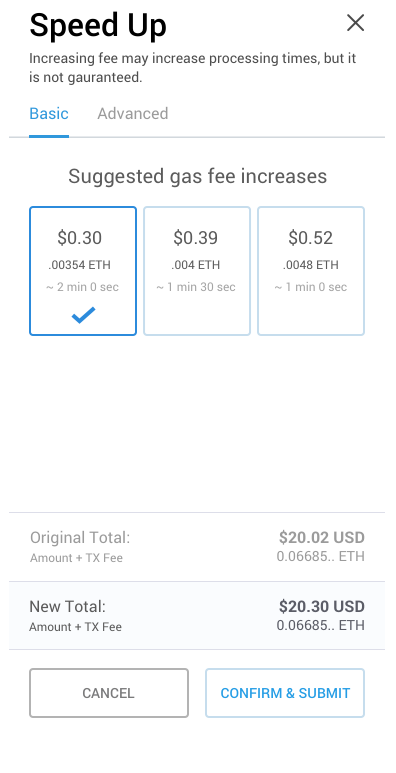 Speed Up
Increasing fee may increase processing times, but it
is not gauranteed.
Basic Advanced
Suggested gas fee increases
$0.30 $0.39 $0.52
.00354 ETH .004 ETH .0048 ETH
~ 2 min 0 sec ~ 1 min 30 sec ~ 1 min 0 sec
Original Total: $20.02 USD
Amount + TX Fee 0.06685.. ETH
New Total: $20.30 USD
Amount + TX Fee 0.06685.. ETH
CANCEL CONFIRM & SUBMIT